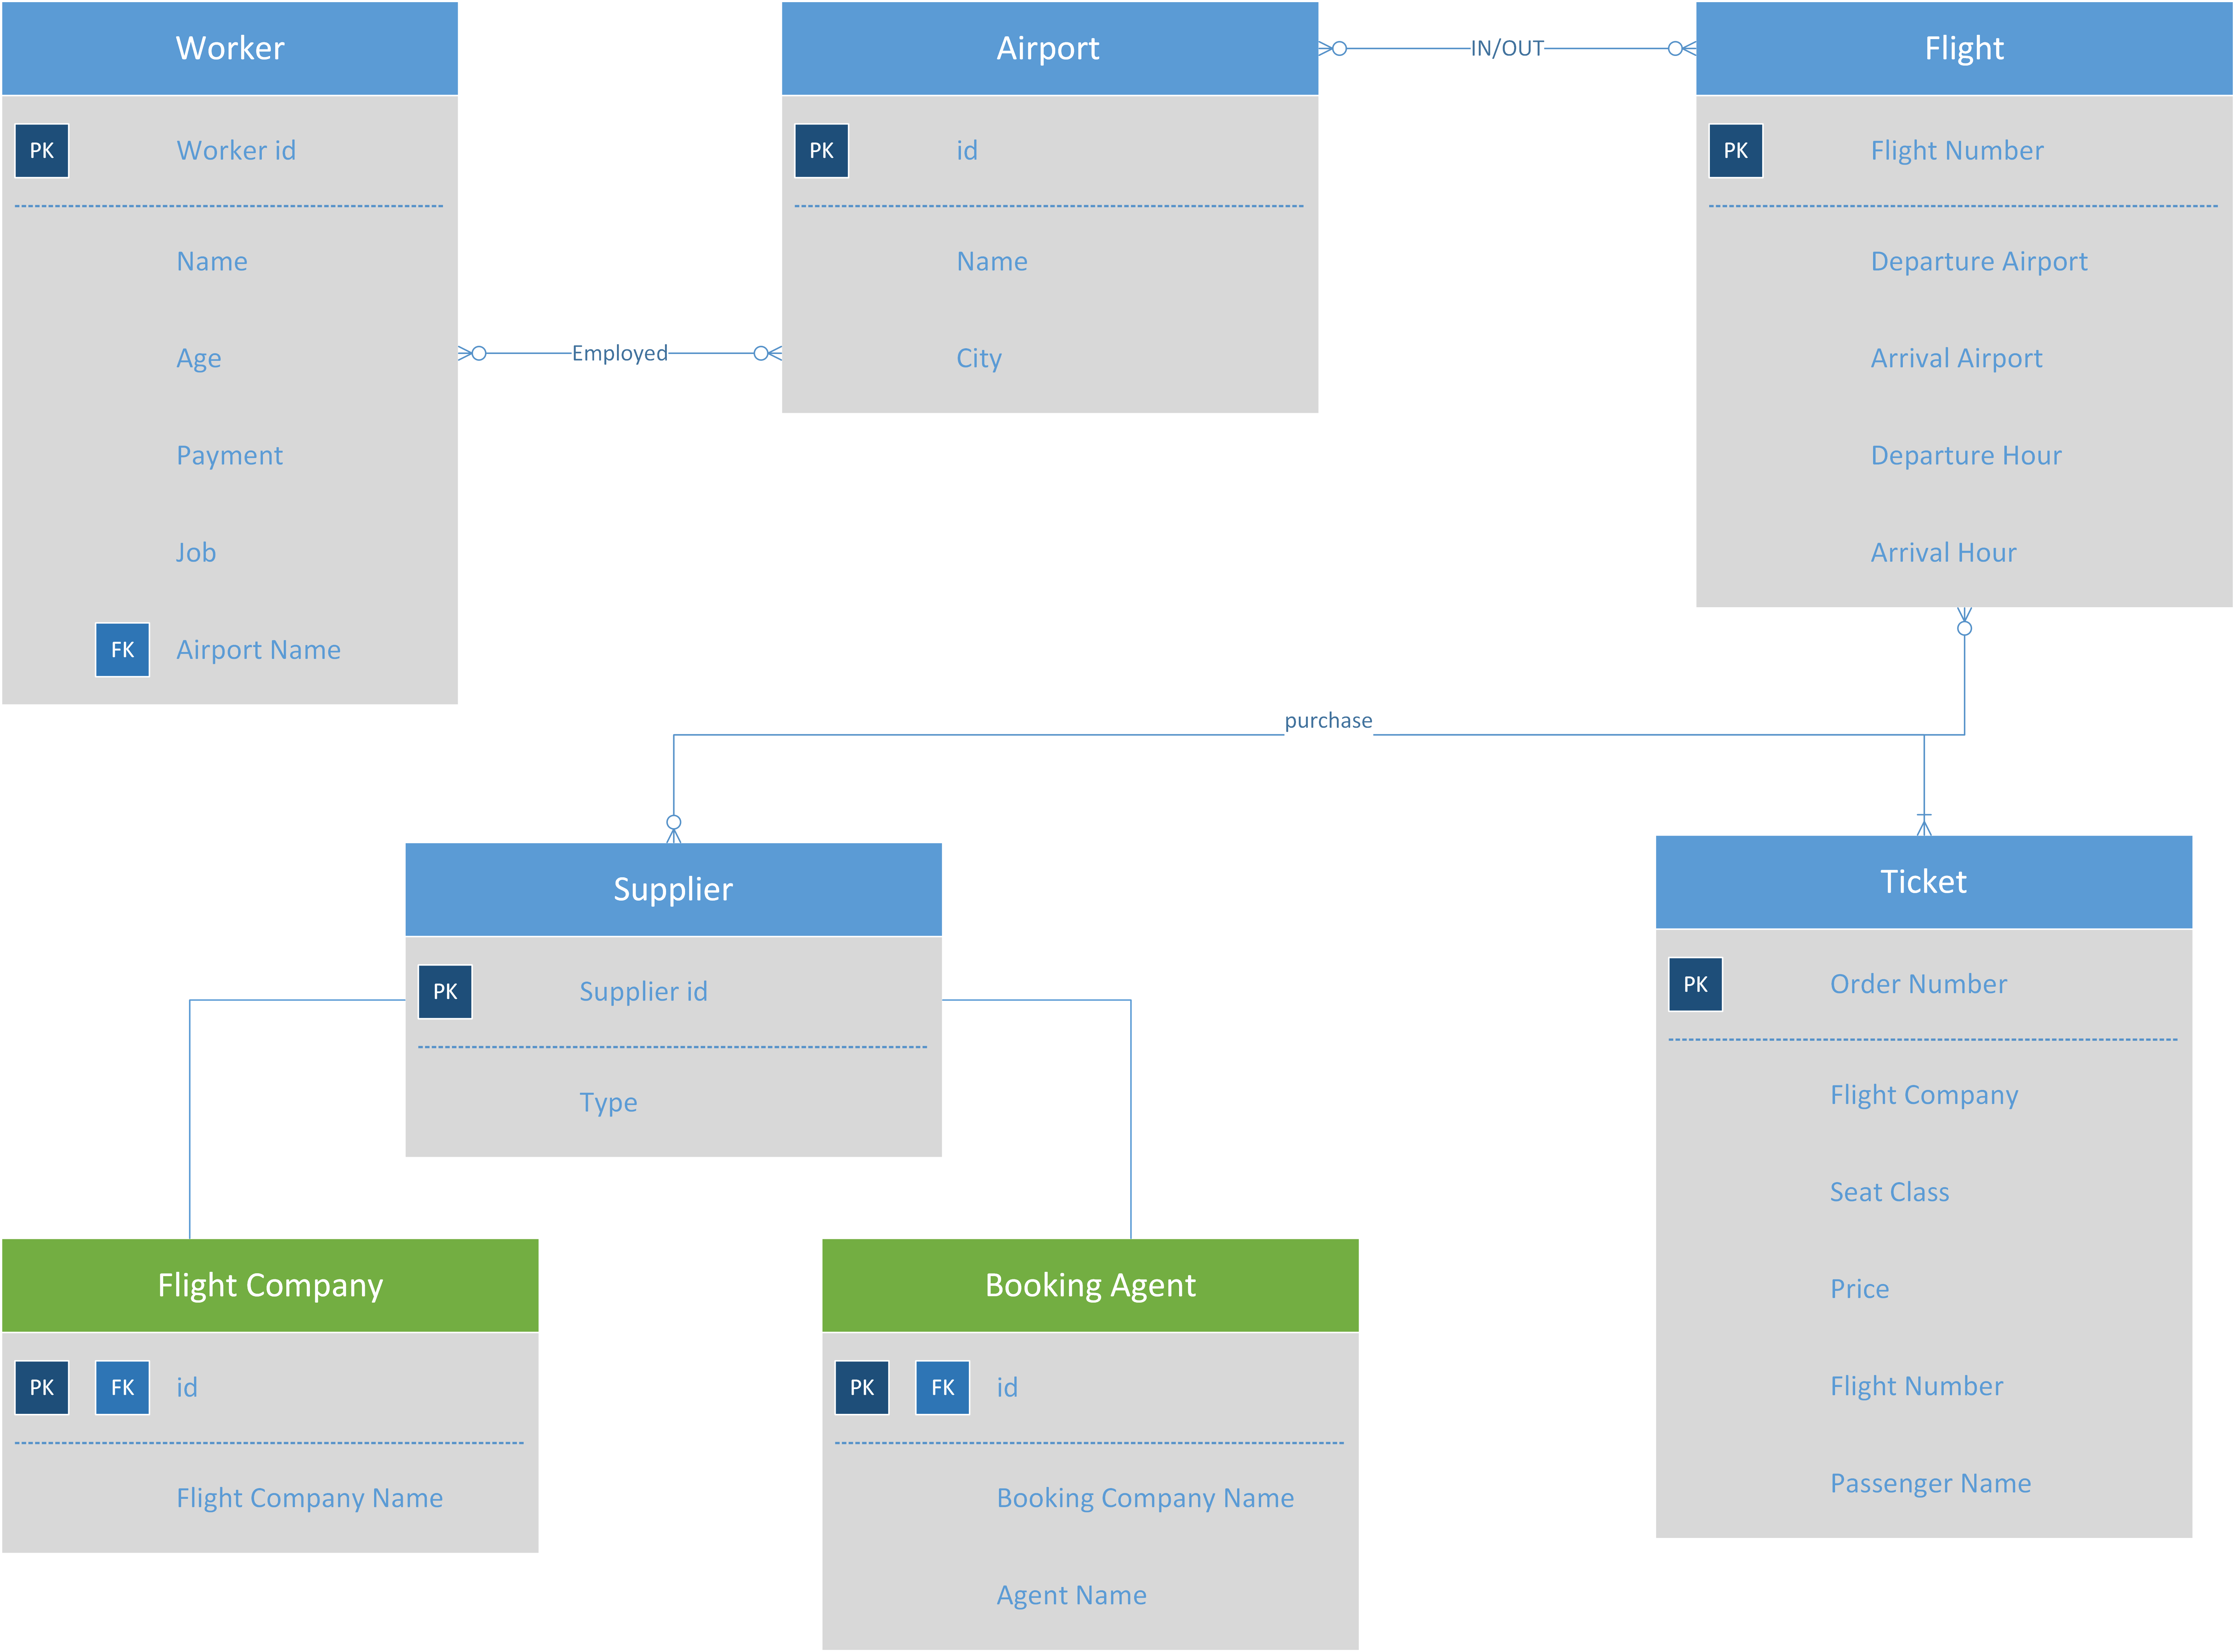 Worker
PK Worker id
Name
Age
Payment
Job
FK Airport Name
Employed
Airport
PK id
Name
City
IN/OUT
Flight
PK Flight Number
Departure Airport
Arrival Airport
Departure Hour
Arrival Hour
purchase
Supplier
PK Supplier id
Type
Ticket
PK Order Number
Flight Company
Seat Class
Price
Flight Number
Passenger Name
Flight Company
PK FK id
Flight Company Name
Booking Agent
PK FK id
Booking Company Name
Agent Name